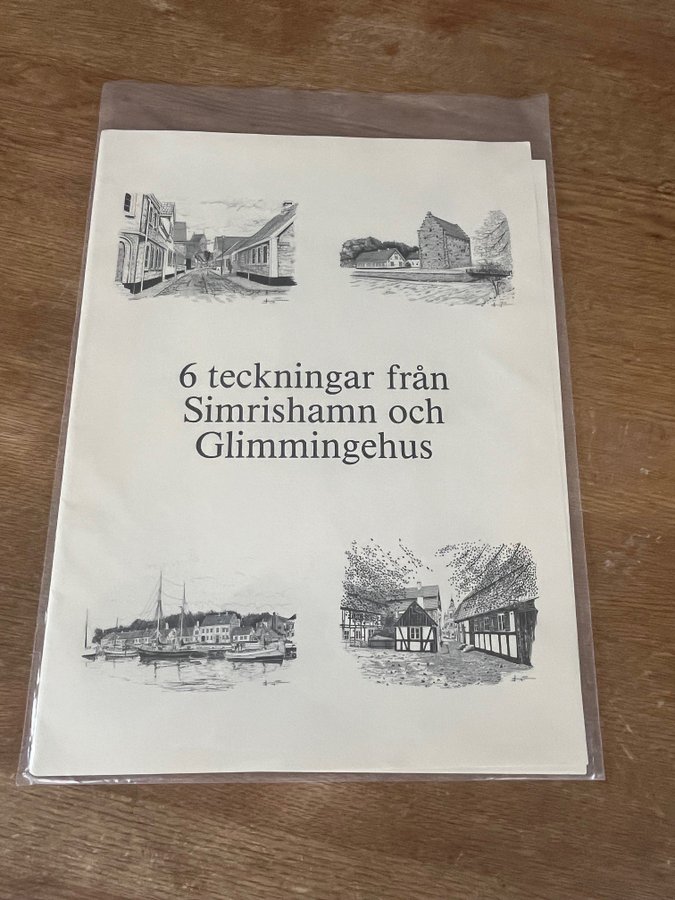 6 teckningar från
Simrishamn och
Glimmingehus